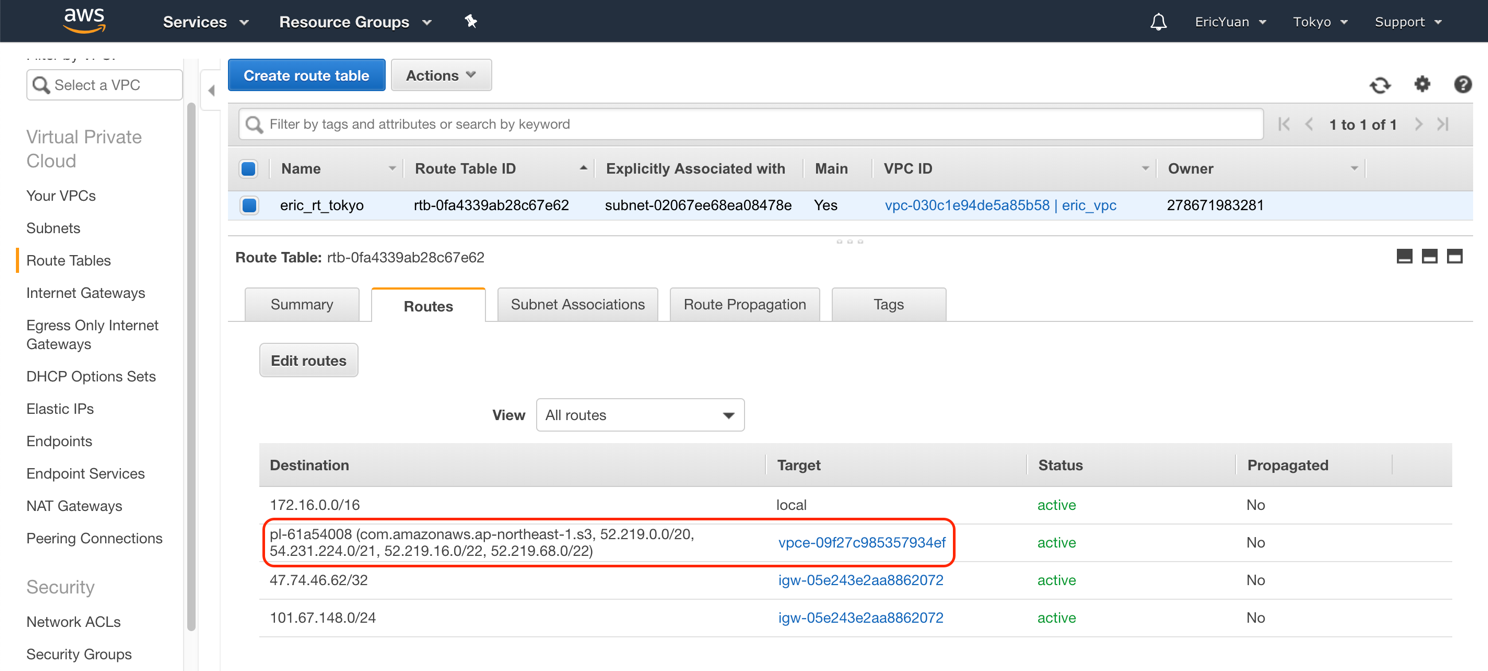 aws Services Resource Groups EricYuan Tokyo Support
Filter by VPC:
Select a VPC
Virtual Private
Cloud
Your VPCs
Subnets
Route Tables
Internet Gateways
Egress Only Internet
Gateways
DHCP Options Sets
Elastic IPs
Endpoints
Endpoint Services
NAT Gateways
Peering Connections
Security
Network ACLs
Security Groups
Create route table Actions
Filter by tags and attributes or search by keyword 1 to 1 of 1
Name Route Table ID Explicitly Associated with Main VPC ID Owner
eric_rt_tokyo rtb-0fa4339ab28c67e62 subnet-02067ee68ea08478e Yes vpc-030c1e94de5a85b58 | eric_vpc 278671983281
Route Table: rtb-0fa4339ab28c67e62
Summary Routes Subnet Associations Route Propagation Tags
Edit routes
View All routes
Destination Target Status Propagated
172.16.0.0/16 local active No
pl-61a54008 (com.amazonaws.ap-northeast-1.s3, 52.219.0.0/20,
54.231.224.0/21, 52.219.16.0/22, 52.219.68.0/22) vpce-09f27c985357934ef active No
47.74.46.62/32 igw-05e243e2aa8862072 active No
101.67.148.0/24 igw-05e243e2aa8862072 active No